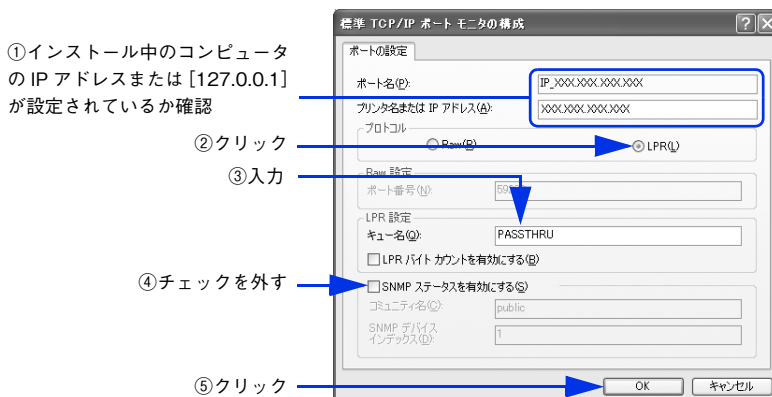 標準 TCP/IP ポート モニタの構成
ポートの設定
①インストール中のコンピュータ
の IP アドレスまたは [127.0.0.1]
が設定されているか確認
ポート名(P):
IP_XXX.XXX.XXX.XXX
プリンタ名または IP アドレス(A):
XXX.XXX.XXX.XXX
プロトコル
②クリック
Raw(R)
LPR(L)
③入力
Raw 設定
ポート番号(N):
LPR 設定
キュー名(Q):
PASSTHRU
LPR バイト カウントを有効にする(B)
④チェックを外す
SNMP ステータスを有効にする(S)
コミュニティ名(C):
public
SNMP デバイス
インデックス(D):
1
⑤クリック
OK
キャンセル